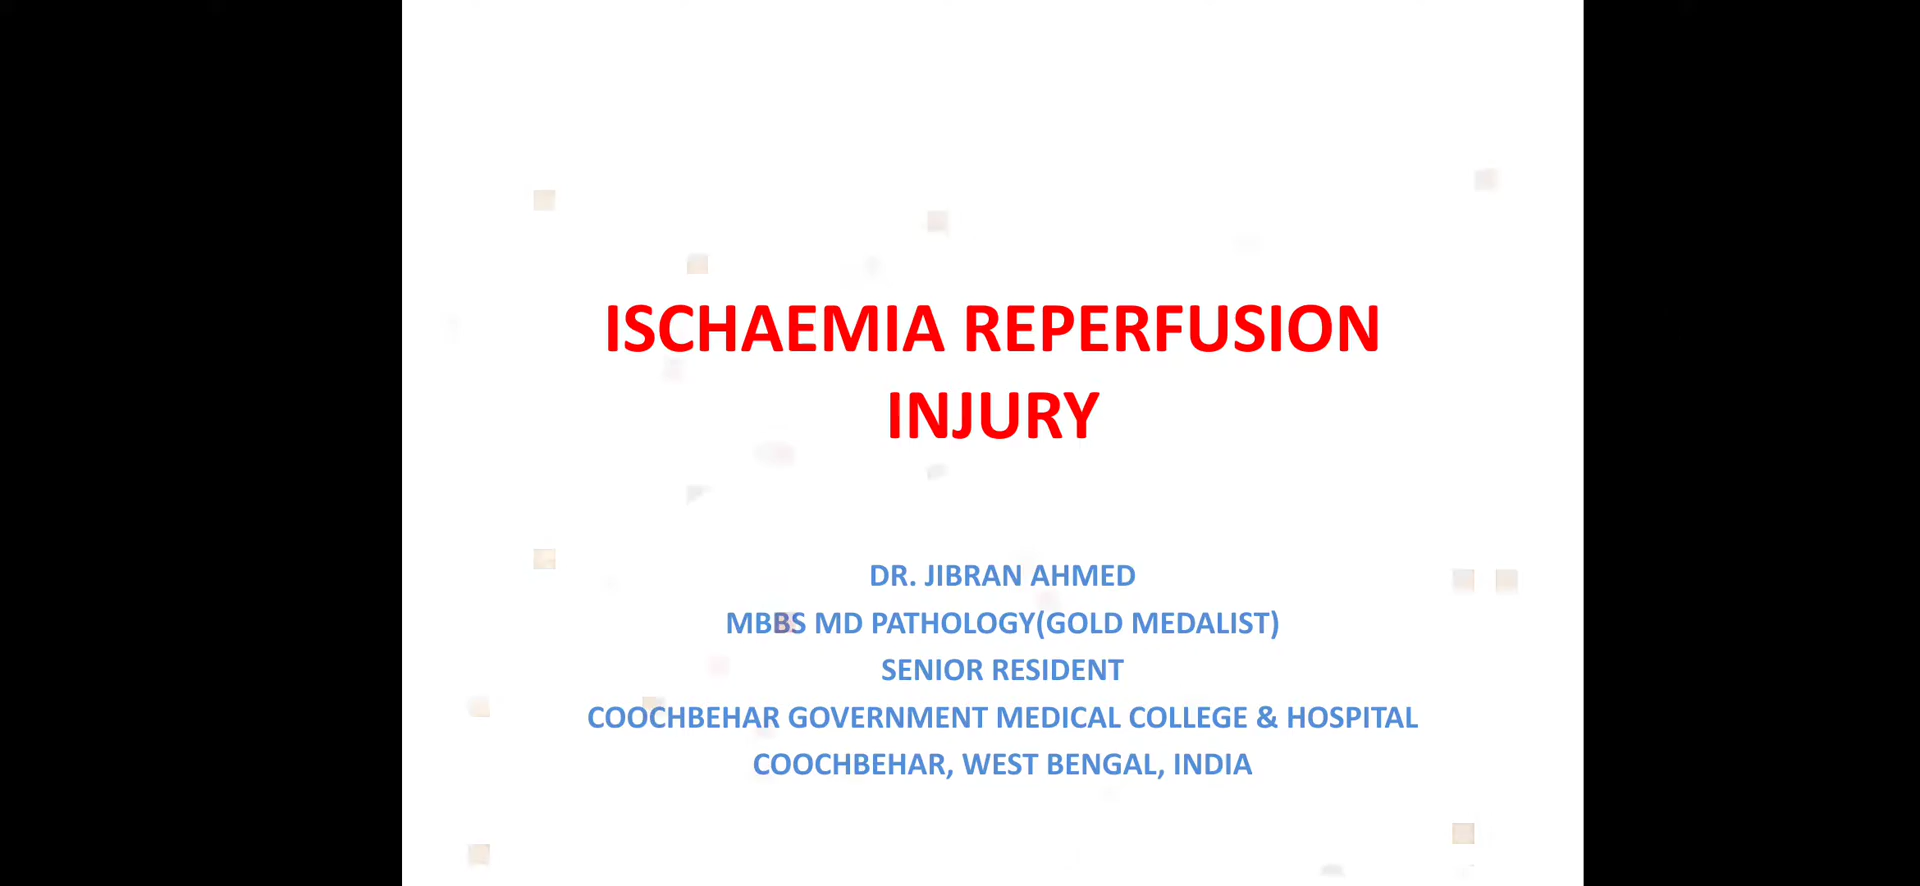 ISCHAEMIA REPERFUSION
INJURY
DR. JIBRAN AHMED
MBBS MD PATHOLOGY(GOLD MEDALIST)
SENIOR RESIDENT
COOCHBEHAR GOVERNMENT MEDICAL COLLEGE & HOSPITAL
COOCHBEHAR, WEST BENGAL, INDIA